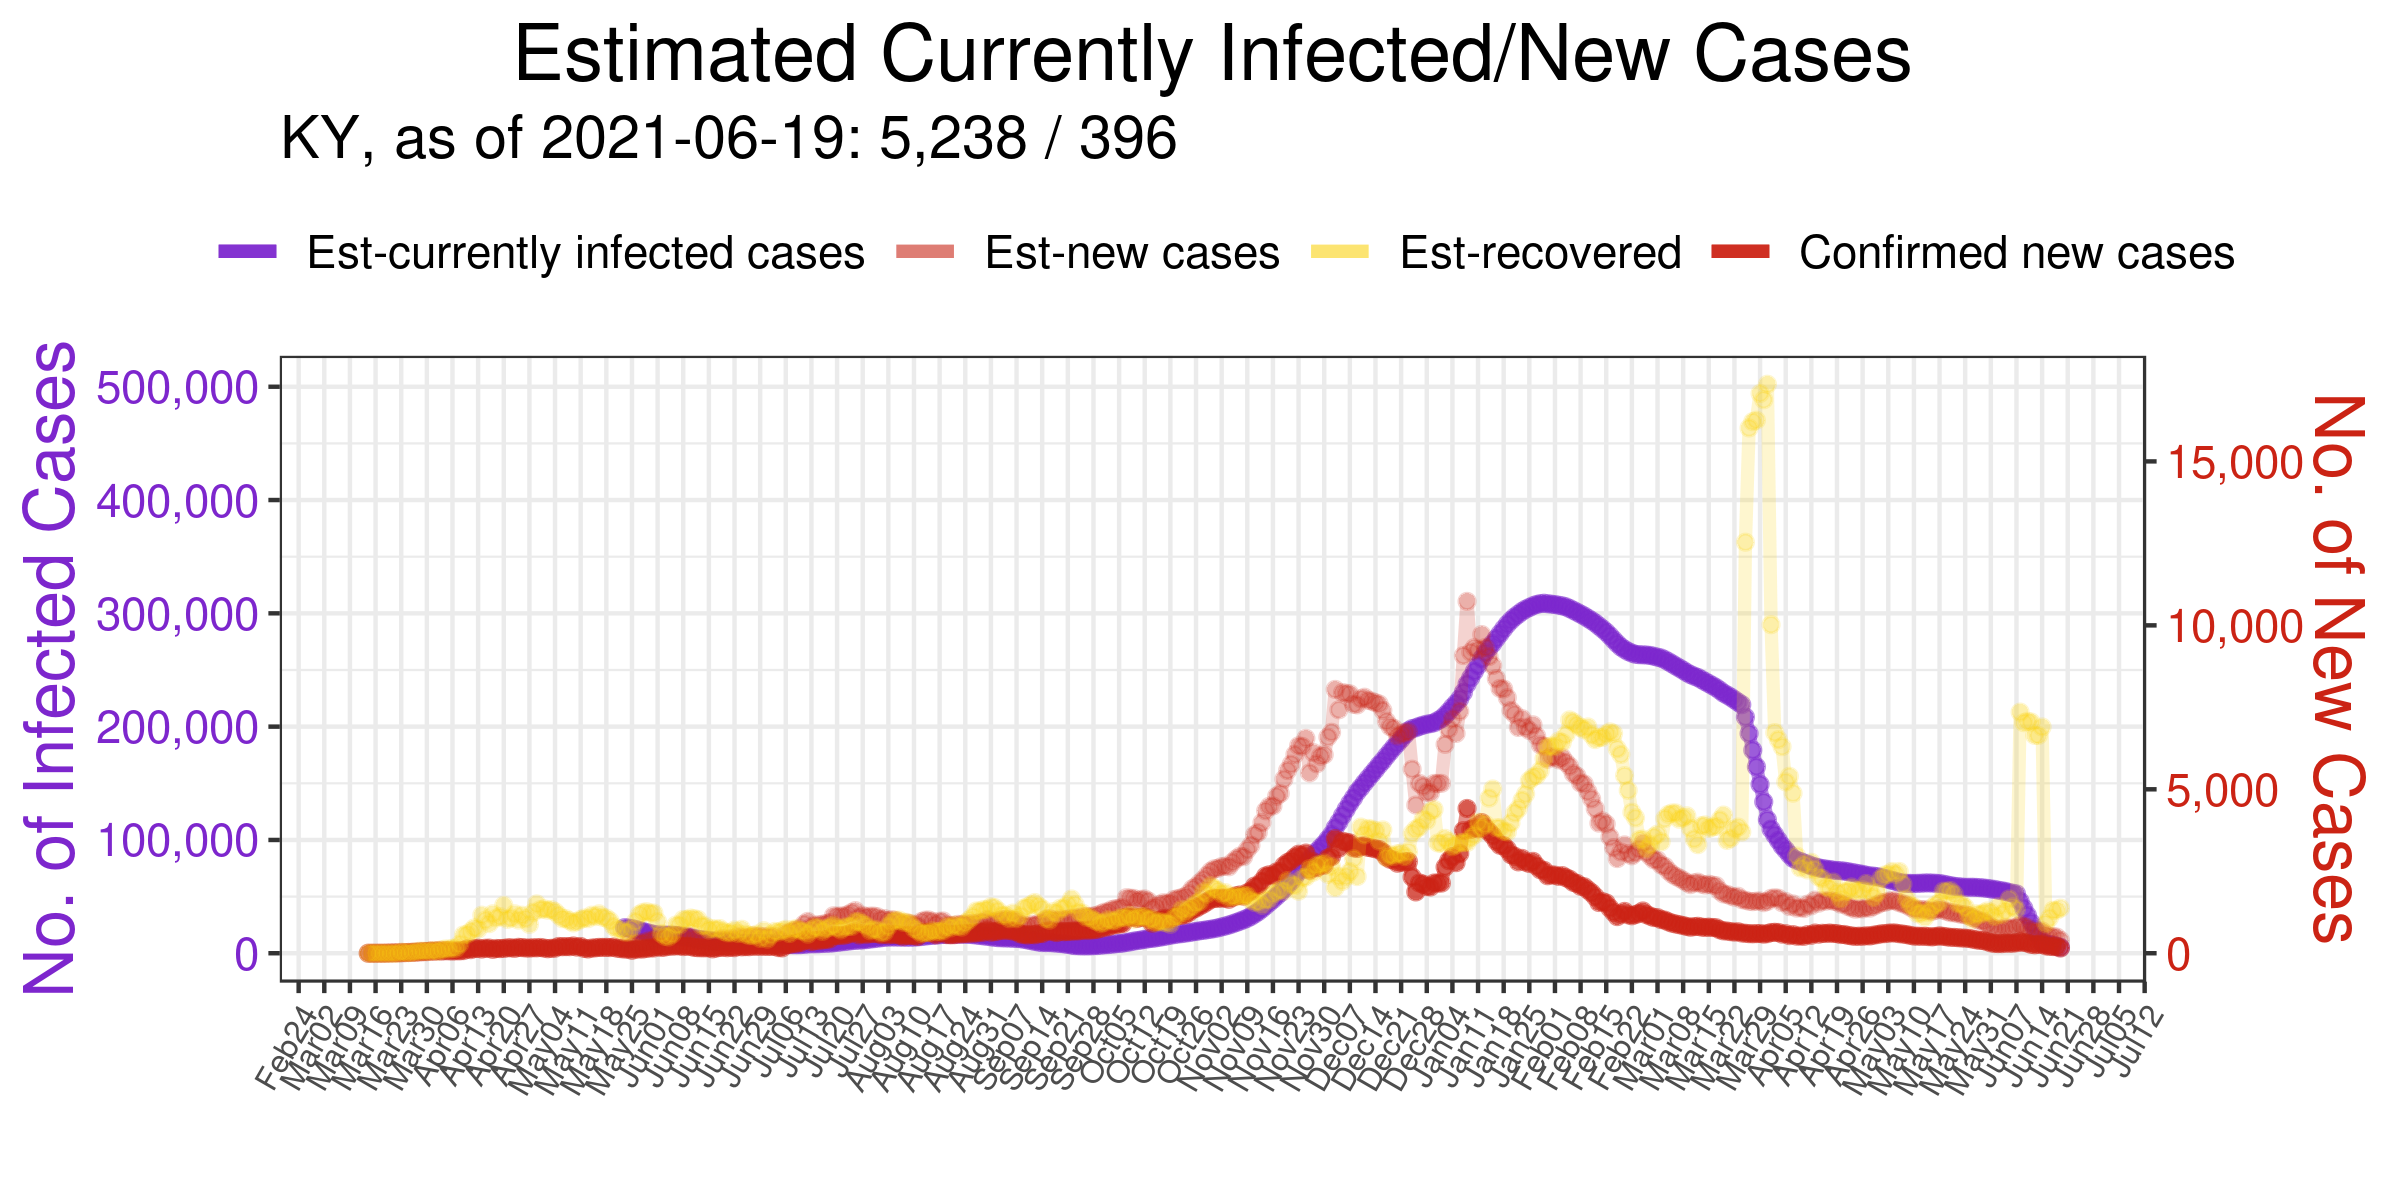 Estimated Currently Infected/New Cases
KY, as of 2021-06-19: 5,238 / 396
Est-currently infected cases Est-new cases Est-recovered Confirmed new cases
No. of Infected Cases
500,000
400,000
300,000
200,000
100,000
0
15,000
10,000
5,000
0
No. of New Cases
Feb24 Mar02 Mar09 Mar16 Mar23 Mar30 Apr06 Apr13 Apr20 Apr27 May04 May11 May18 May25 Jun01 Jun08 Jun15 Jun22 Jun29 Jul06 Jul13 Jul20 Jul27 Aug03 Aug10 Aug17 Aug24 Aug31 Sep07 Sep14 Sep21 Sep28 Oct05 Oct12 Oct19 Oct26 Nov02 Nov09 Nov16 Nov23 Nov30 Dec07 Dec14 Dec21 Dec28 Jan04 Jan11 Jan18 Jan25 Feb01 Feb08 Feb15 Feb22 Mar01 Mar08 Mar15 Mar22 Mar29 Apr05 Apr12 Apr19 Apr26 May03 May10 May17 May24 May31 Jun07 Jun14 Jun21 Jun28 Jul05 Jul12